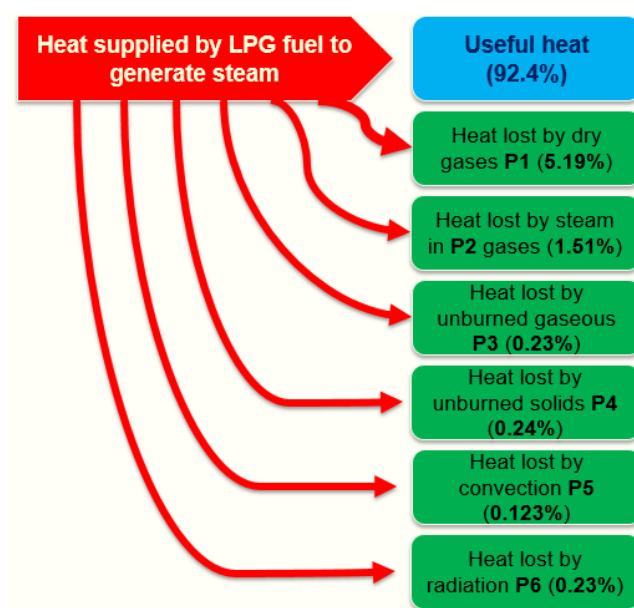 Heat supplied by LPG fuel to
generate steam
Useful heat
(92.4%)
Heat lost by dry
gases P1 (5.19%)
Heat lost by steam
in P2 gases (1.51%)
Heat lost by
unburned gaseous
P3 (0.23%)
Heat lost by
unburned solids P4
(0.24%)
Heat lost by
convection P5
(0.123%)
Heat lost by
radiation P6 (0.23%)